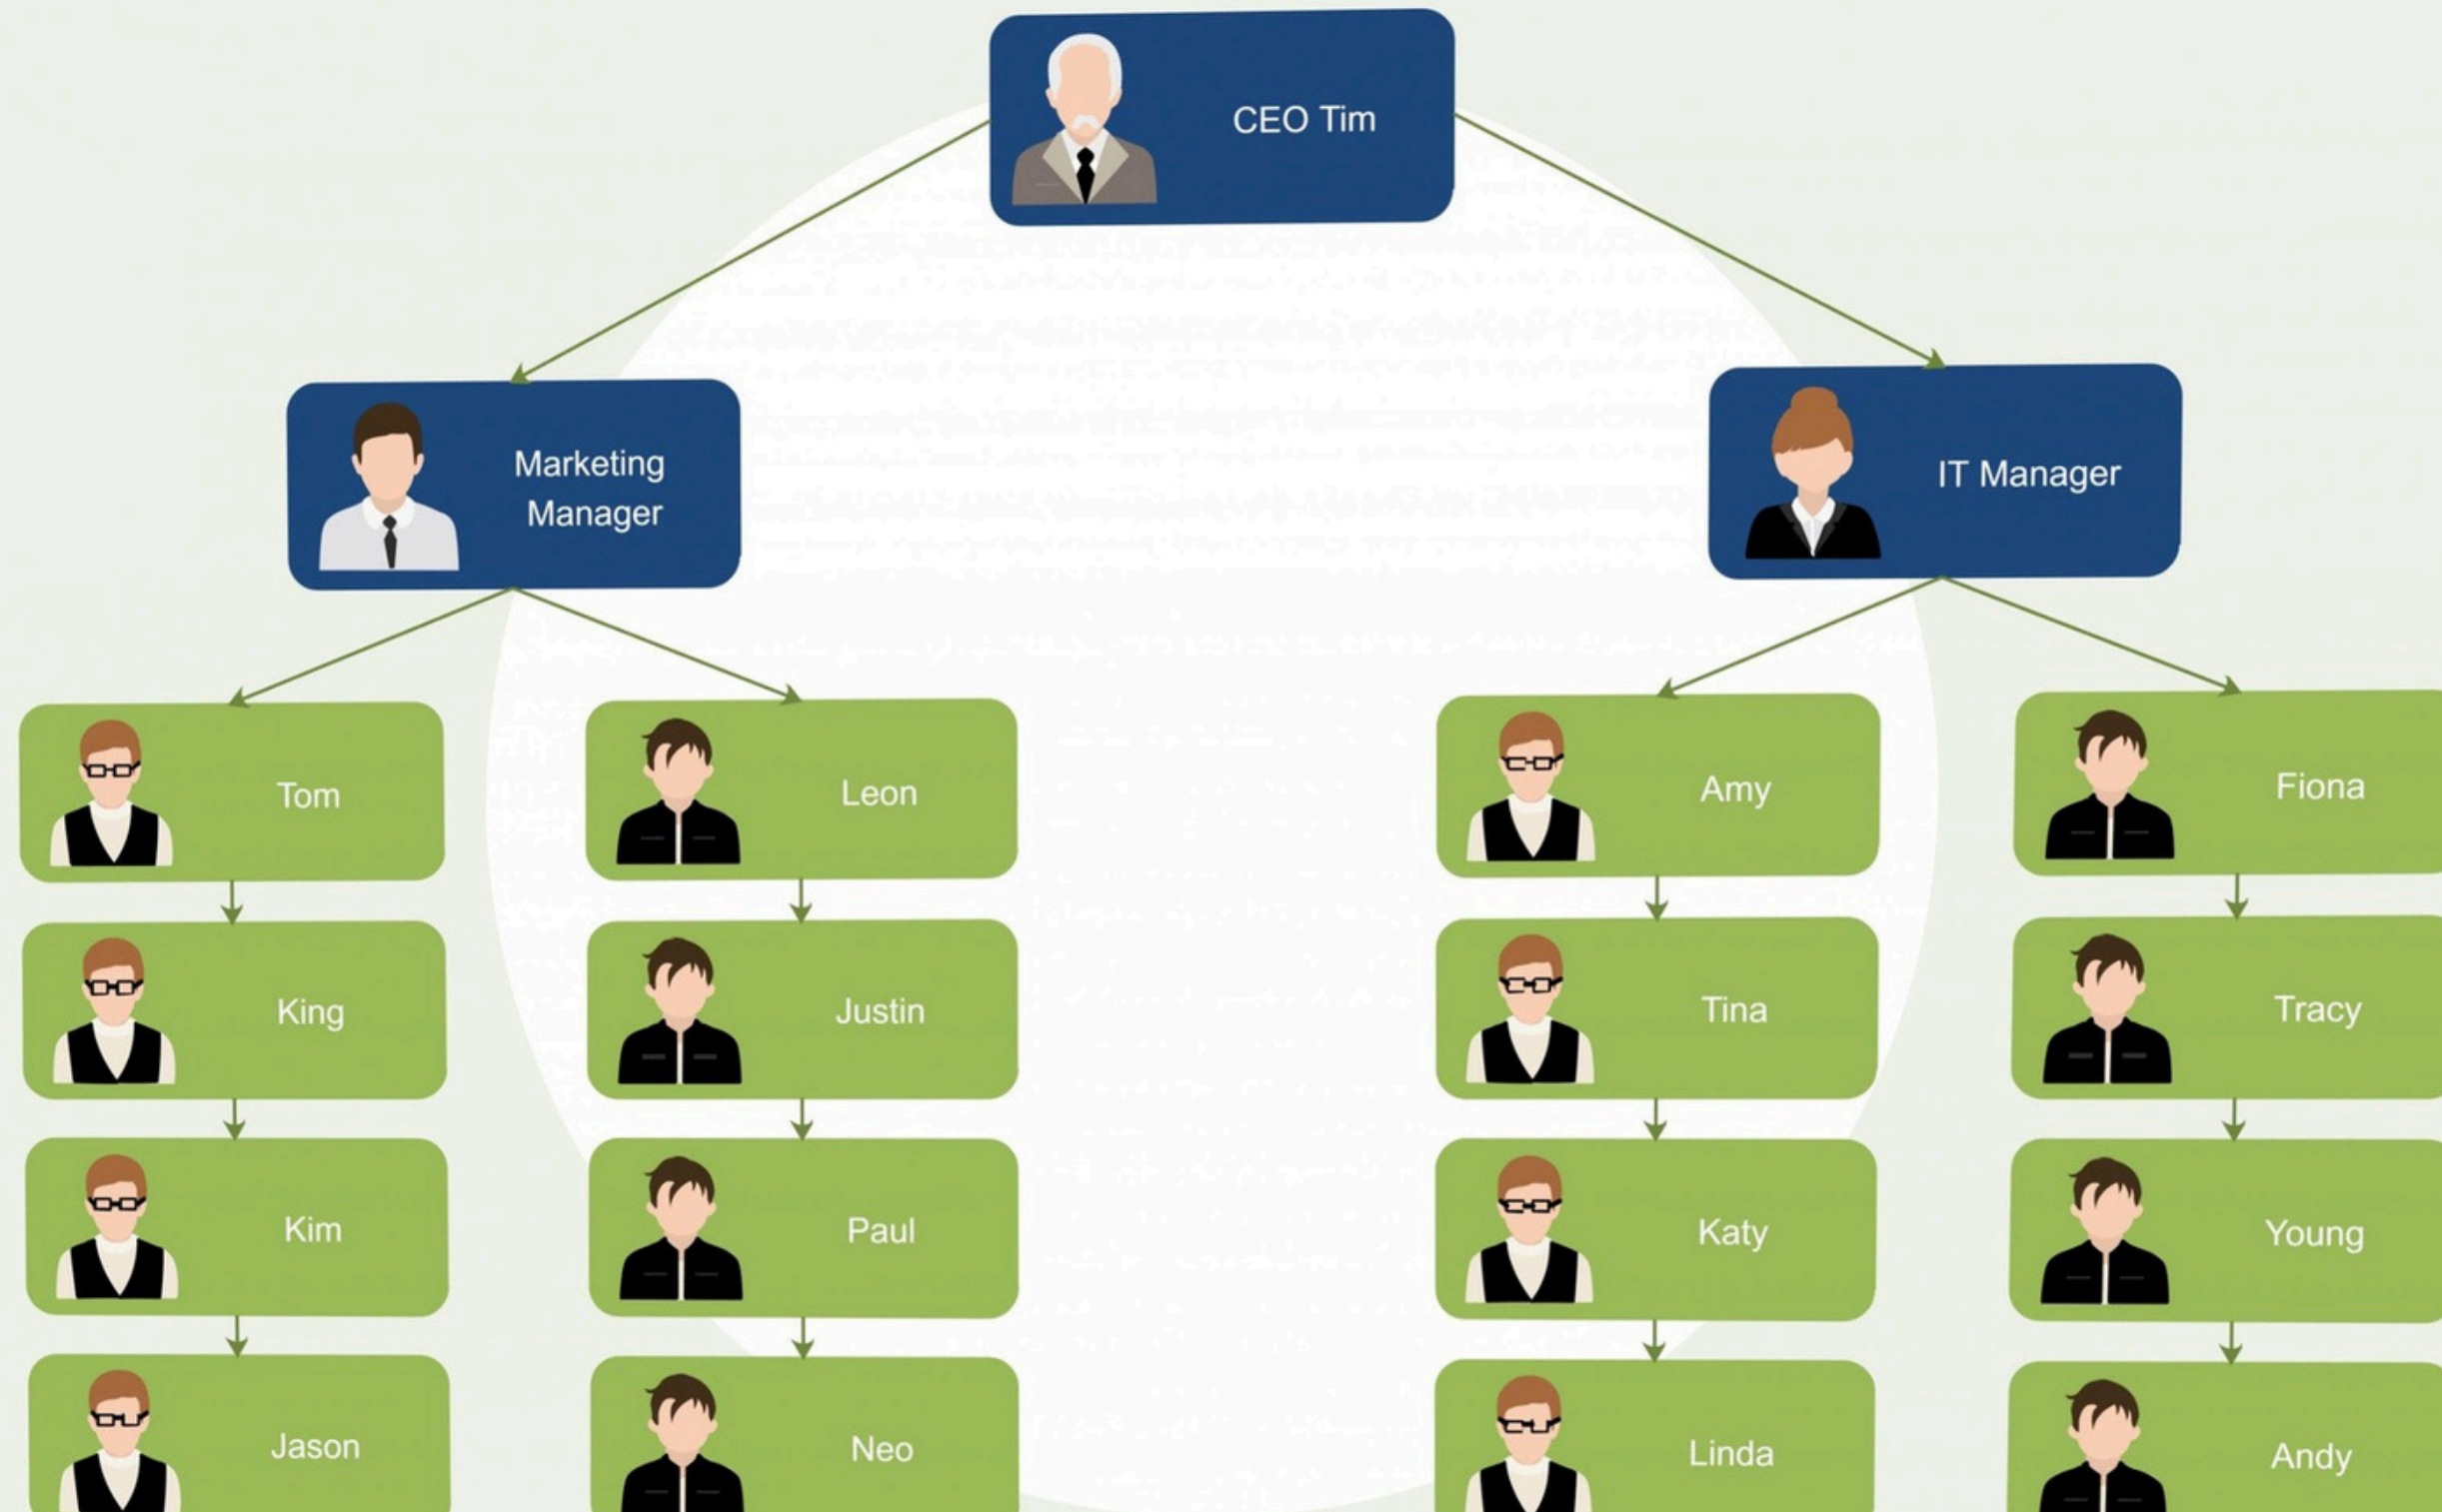 CEO Tim
Marketing
Manager
IT Manager
Tom
Leon
Amy
Fiona
King
Justin
Tina
Tracy
Kim
Paul
Katy
Young
Jason
Neo
Linda
Andy